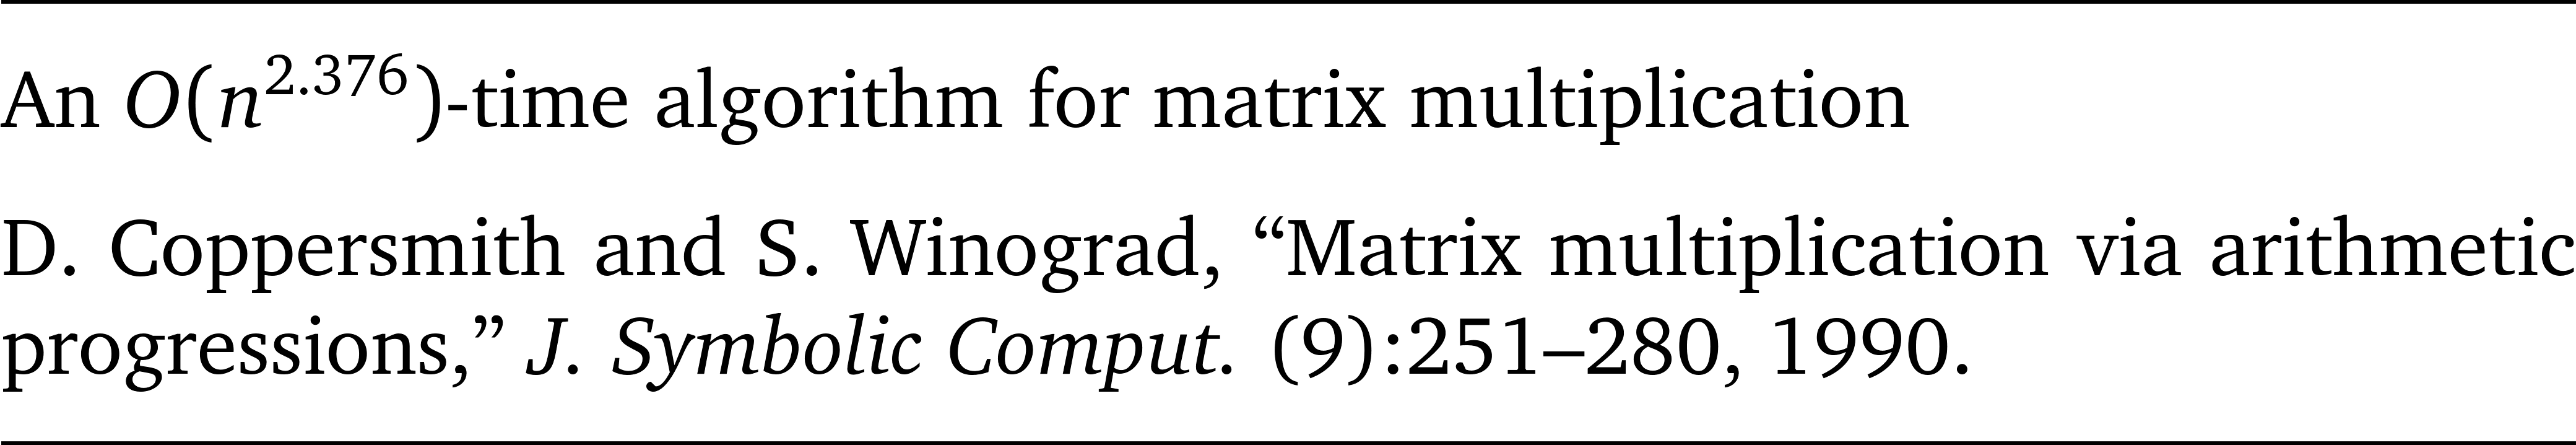 An O(n^{2.376})-time algorithm for matrix multiplication
D. Coppersmith and S. Winograd, “Matrix multiplication via arithmetic
progressions,” J. Symbolic Comput. (9):251–280, 1990.